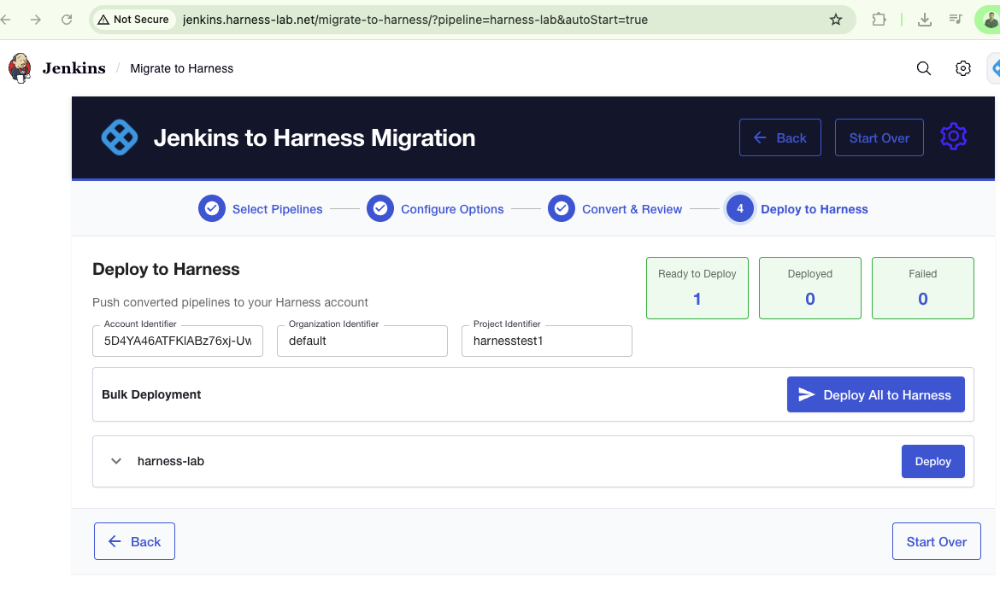 Not Secure jenkins.harness-lab.net/migrate-to-harness/?pipeline=harness-lab&autoStart=true
Jenkins / Migrate to Harness
Jenkins to Harness Migration
Back
Start Over
Select Pipelines
Configure Options
Convert & Review
4 Deploy to Harness
Deploy to Harness
Push converted pipelines to your Harness account
Ready to Deploy
1
Deployed
0
Failed
0
Account Identifier
5D4YA46ATFKlABz76xj-Uw
Organization Identifier
default
Project Identifier
harnesstest1
Bulk Deployment
Deploy All to Harness
harness-lab
Deploy
Back
Start Over